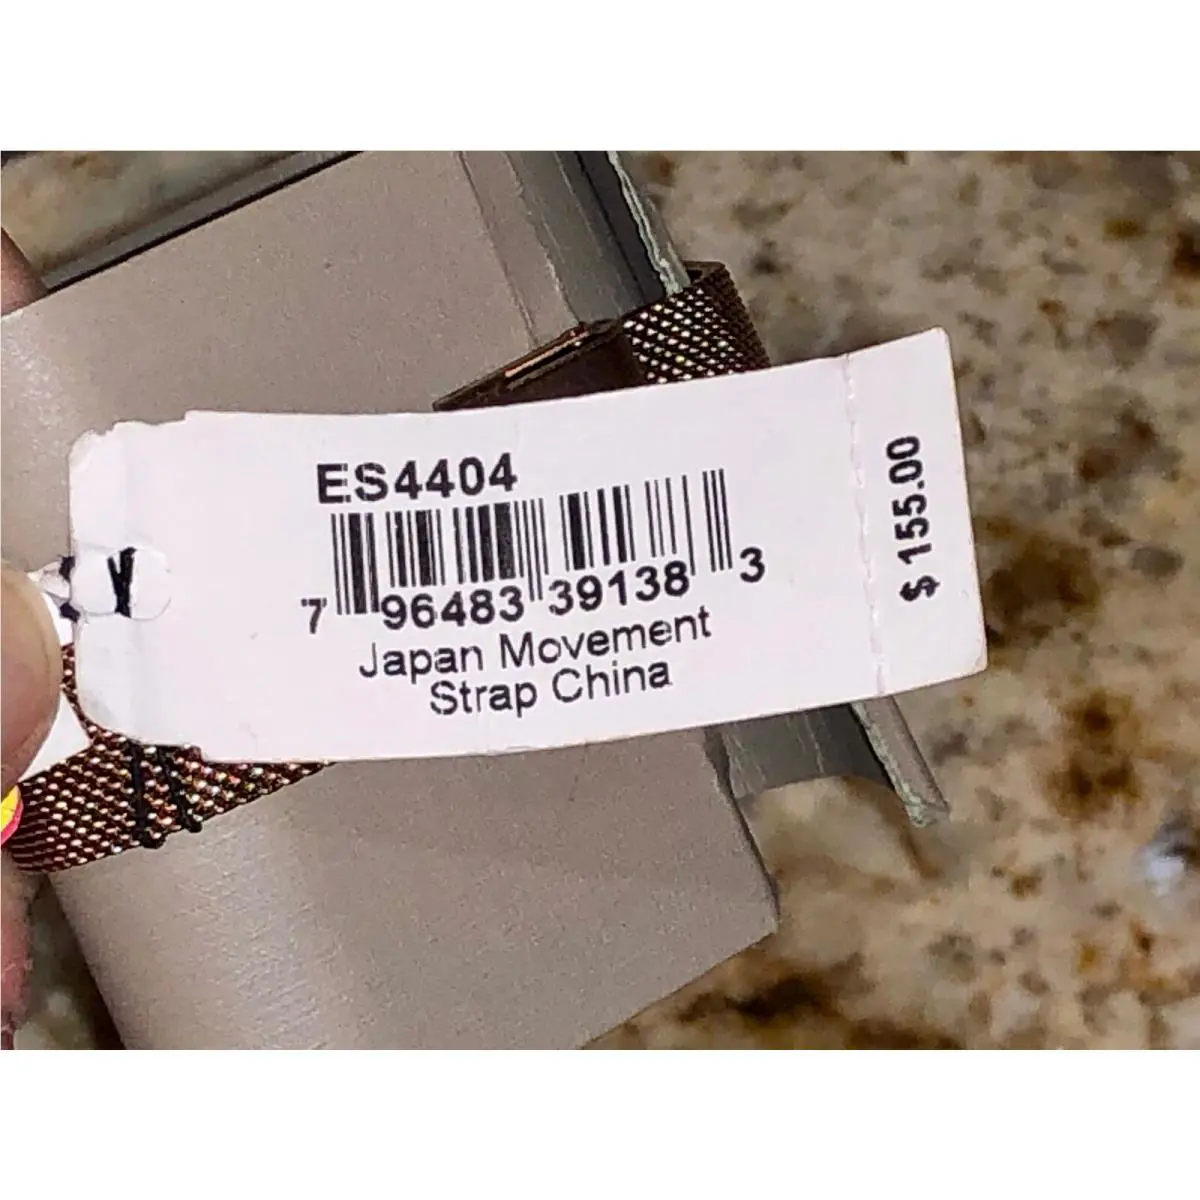 ES4404
7 96483 39138 3
Japan Movement
Strap China
$ 155.00